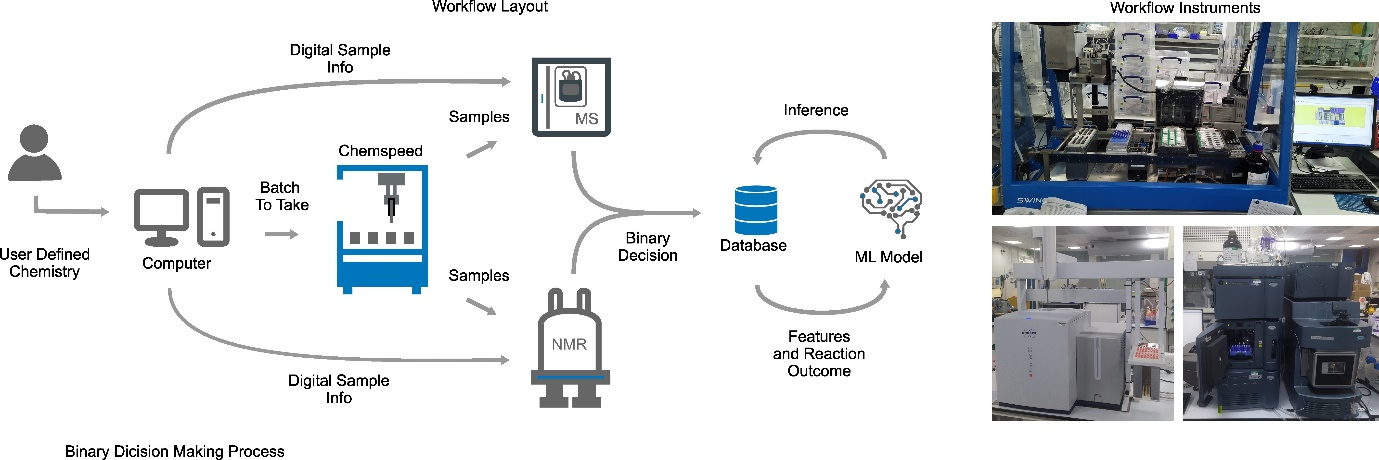 Workflow Layout
Workflow Instruments
Digital Sample
Info
Samples
MS
Chemspeed
Inference
Batch
To Take
User Defined
Chemistry
Computer
Binary
Decision
Database
ML Model
Samples
NMR
Features
and Reaction
Outcome
Digital Sample
Info
SWING
Binary Dicision Making Process